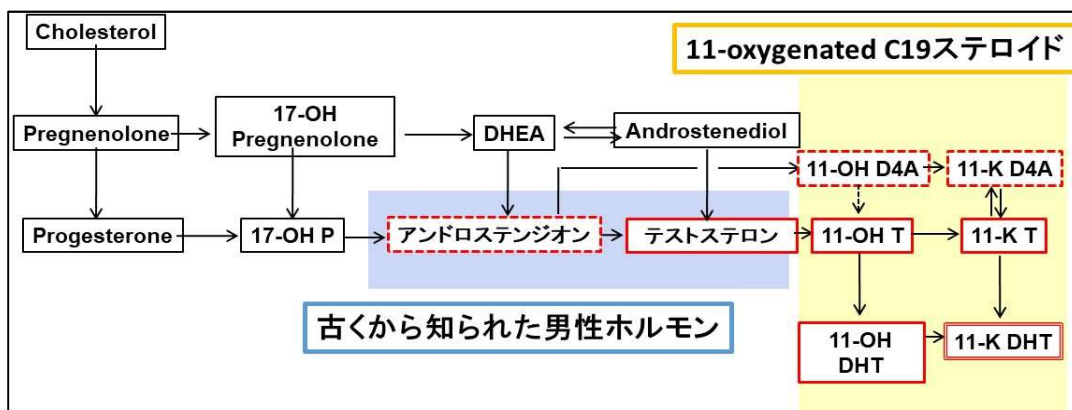 Cholesterol
11-oxygenated C19ステロイド
17-OH
Pregnenolone
Pregnenolone
DHEA
Androstenediol
11-OH D4A
11-K D4A
Progesterone
17-OH P
アンドロステンジオン
テストステロン
11-OH T
11-K T
古くから知られた男性ホルモン
11-OH
DHT
11-K DHT